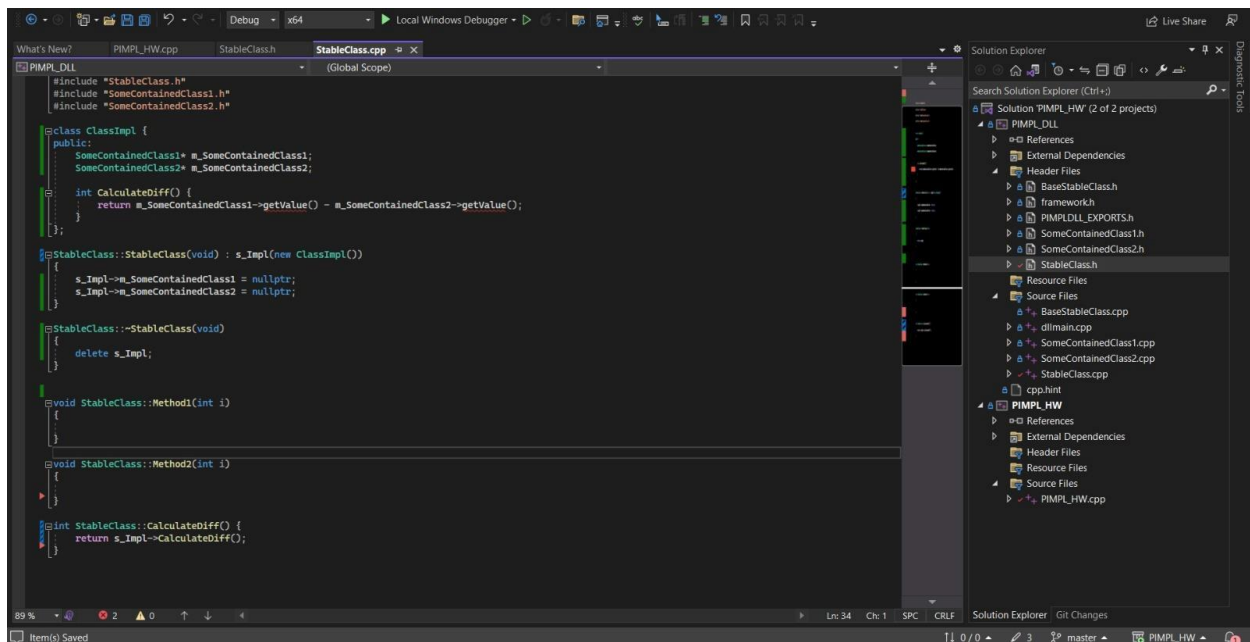 Debug
x64
Local Windows Debugger
Live Share
What's New?
PIMPL_HW.cpp
StableClass.h
StableClass.cpp
PIMPL_DLL
(Global Scope)
#include "StableClass.h"
#include "SomeContainedClass1.h"
#include "SomeContainedClass2.h"
class ClassImpl {
public:
SomeContainedClass1* m_SomeContainedClass1;
SomeContainedClass2* m_SomeContainedClass2;
int CalculateDiff() {
return m_SomeContainedClass1->getValue() - m_SomeContainedClass2->getValue();
}
};
StableClass::StableClass(void) : s_Impl(new ClassImpl())
{
s_Impl->m_SomeContainedClass1 = nullptr;
s_Impl->m_SomeContainedClass2 = nullptr;
}
StableClass::~StableClass(void)
{
delete s_Impl;
}
void StableClass::Method1(int i)
{
}
void StableClass::Method2(int i)
{
}
int StableClass::CalculateDiff() {
return s_Impl->CalculateDiff();
}
89 %
2
0
Ln: 34
Ch: 1
SPC
CRLF
Solution Explorer
Search Solution Explorer (Ctrl+;)
Solution 'PIMPL_HW' (2 of 2 projects)
PIMPL_DLL
References
External Dependencies
Header Files
BaseStableClass.h
framework.h
PIMPLDLL_EXPORTS.h
SomeContainedClass1.h
SomeContainedClass2.h
StableClass.h
Resource Files
Source Files
BaseStableClass.cpp
dllmain.cpp
SomeContainedClass1.cpp
SomeContainedClass2.cpp
StableClass.cpp
cpp.hint
PIMPL_HW
References
External Dependencies
Header Files
Resource Files
Source Files
PIMPL_HW.cpp
Solution Explorer
Git Changes
Diagnostic Tools
Item(s) Saved
0 / 0
3
master
PIMPL_HW